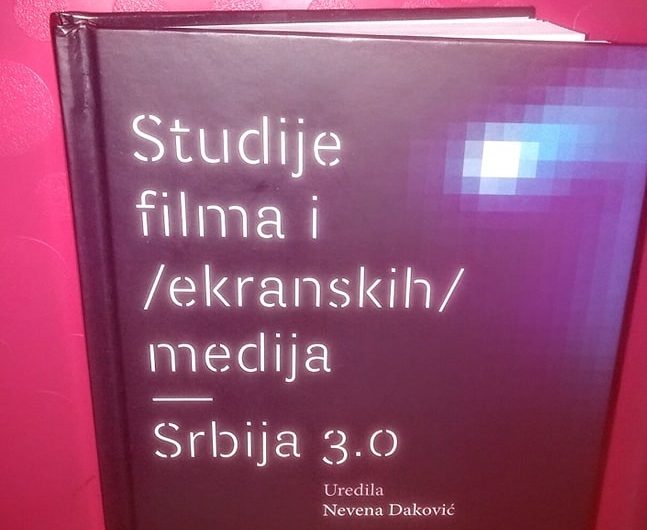 Studije
filma i
/ekranskih/
medija
Srbija 3.0
Uredila
Nevena Daković